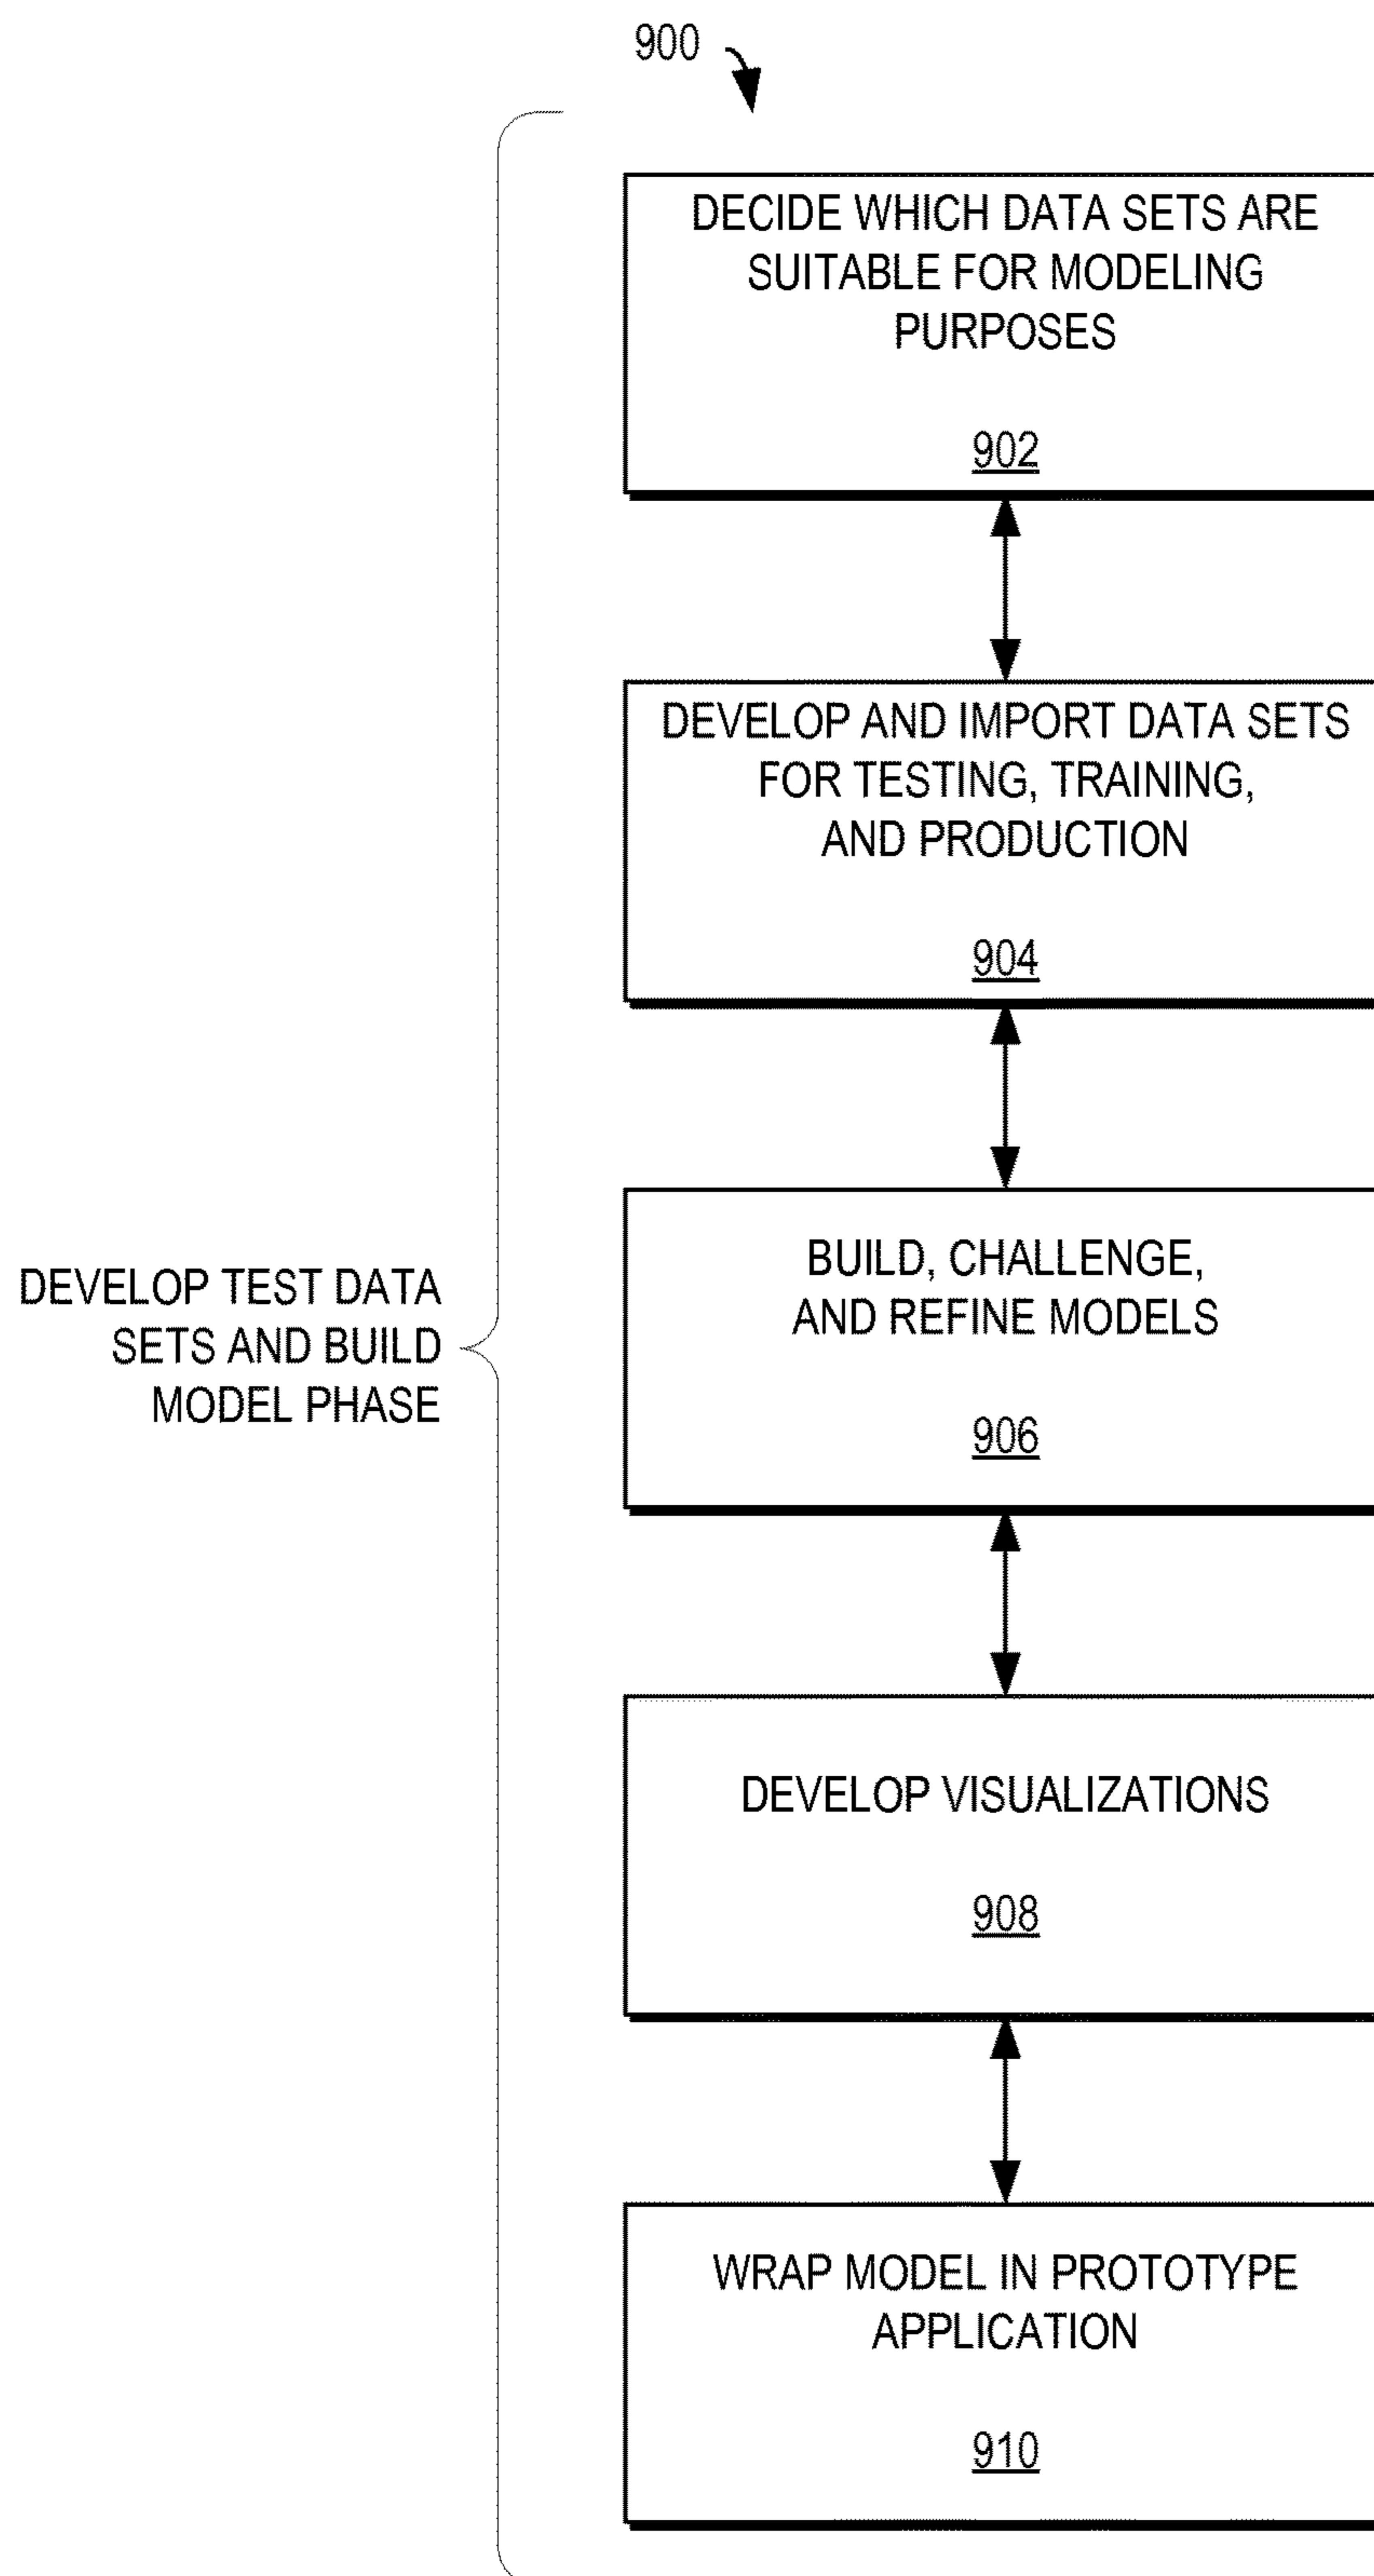 900
DECIDE WHICH DATA SETS ARE
SUITABLE FOR MODELING
PURPOSES
902
DEVELOP AND IMPORT DATA SETS
FOR TESTING, TRAINING,
AND PRODUCTION
904
DEVELOP TEST DATA
SETS AND BUILD
MODEL PHASE
BUILD, CHALLENGE,
AND REFINE MODELS
906
DEVELOP VISUALIZATIONS
908
WRAP MODEL IN PROTOTYPE
APPLICATION
910